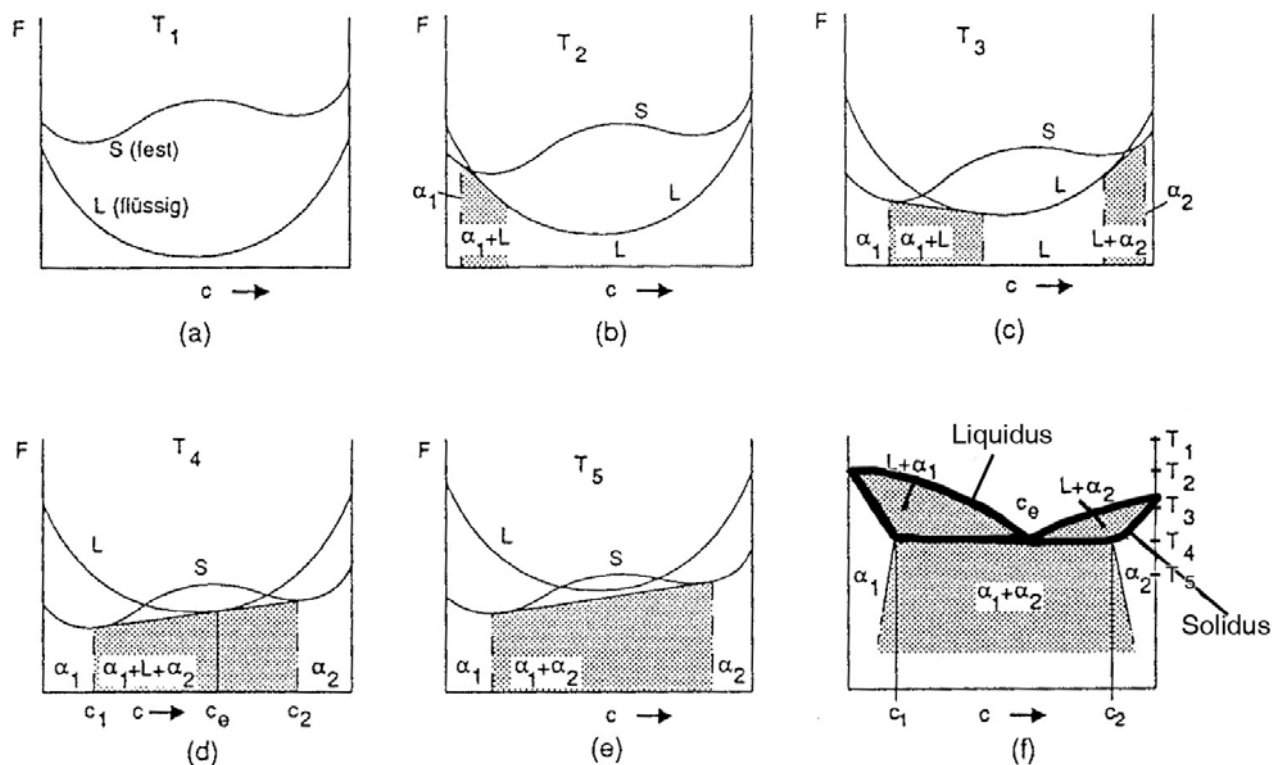 F
T₁
S (fest)
L (flüssig)
c
(a)
F
T₂
S
α₁
α₁+L
L
c
(b)
F
T₃
S
L
α₂
α₁
α₁+L
L
L+α₂
c
(c)
F
T₄
L
S
α₁
α₁+L+α₂
α₂
c₁
c
cₑ
c₂
(d)
F
T₅
L
S
α₁
α₁+α₂
α₂
c
(e)
Liquidus
T₁
L+α₁
T₂
cₑ
L+α₂
T₃
T₄
α₁
α₂
T₅
α₁+α₂
Solidus
c₁
c
c₂
(f)